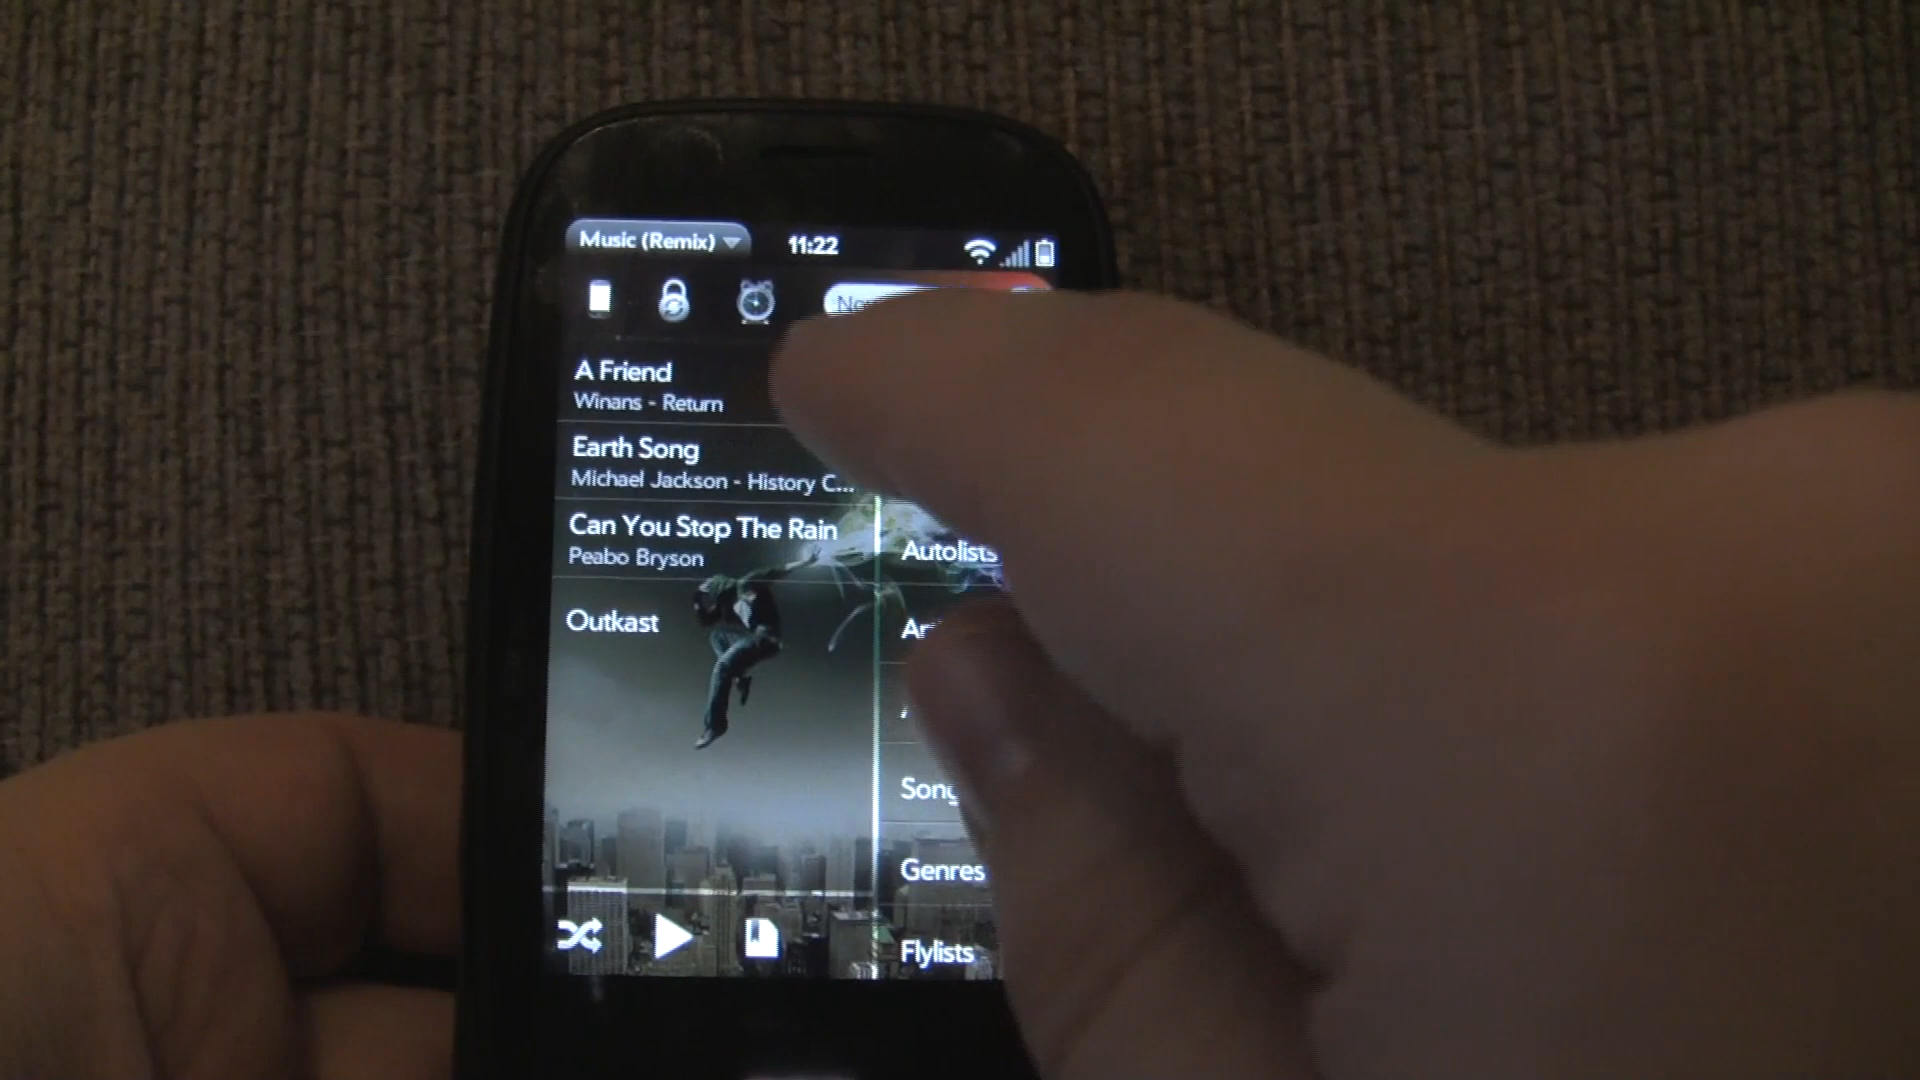 Music (Remix)
11:22
A Friend
Winans - Return
Earth Song
Michael Jackson - History C...
Can You Stop The Rain
Peabo Bryson
Outkast
Autolists
Genres
Flylists